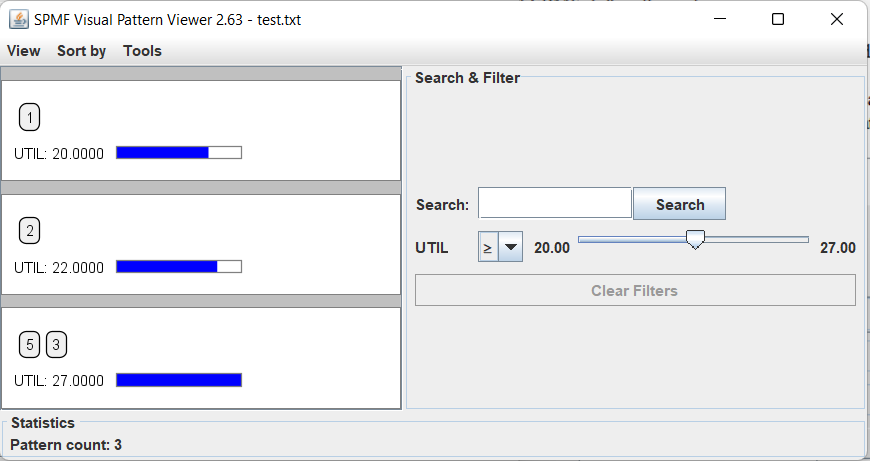 SPMF Visual Pattern Viewer 2.63 - test.txt
View Sort by Tools
1
UTIL: 20.0000
2
UTIL: 22.0000
5 3
UTIL: 27.0000
Search & Filter
Search: Search
UTIL ≥ 20.00 27.00
Clear Filters
Statistics
Pattern count: 3